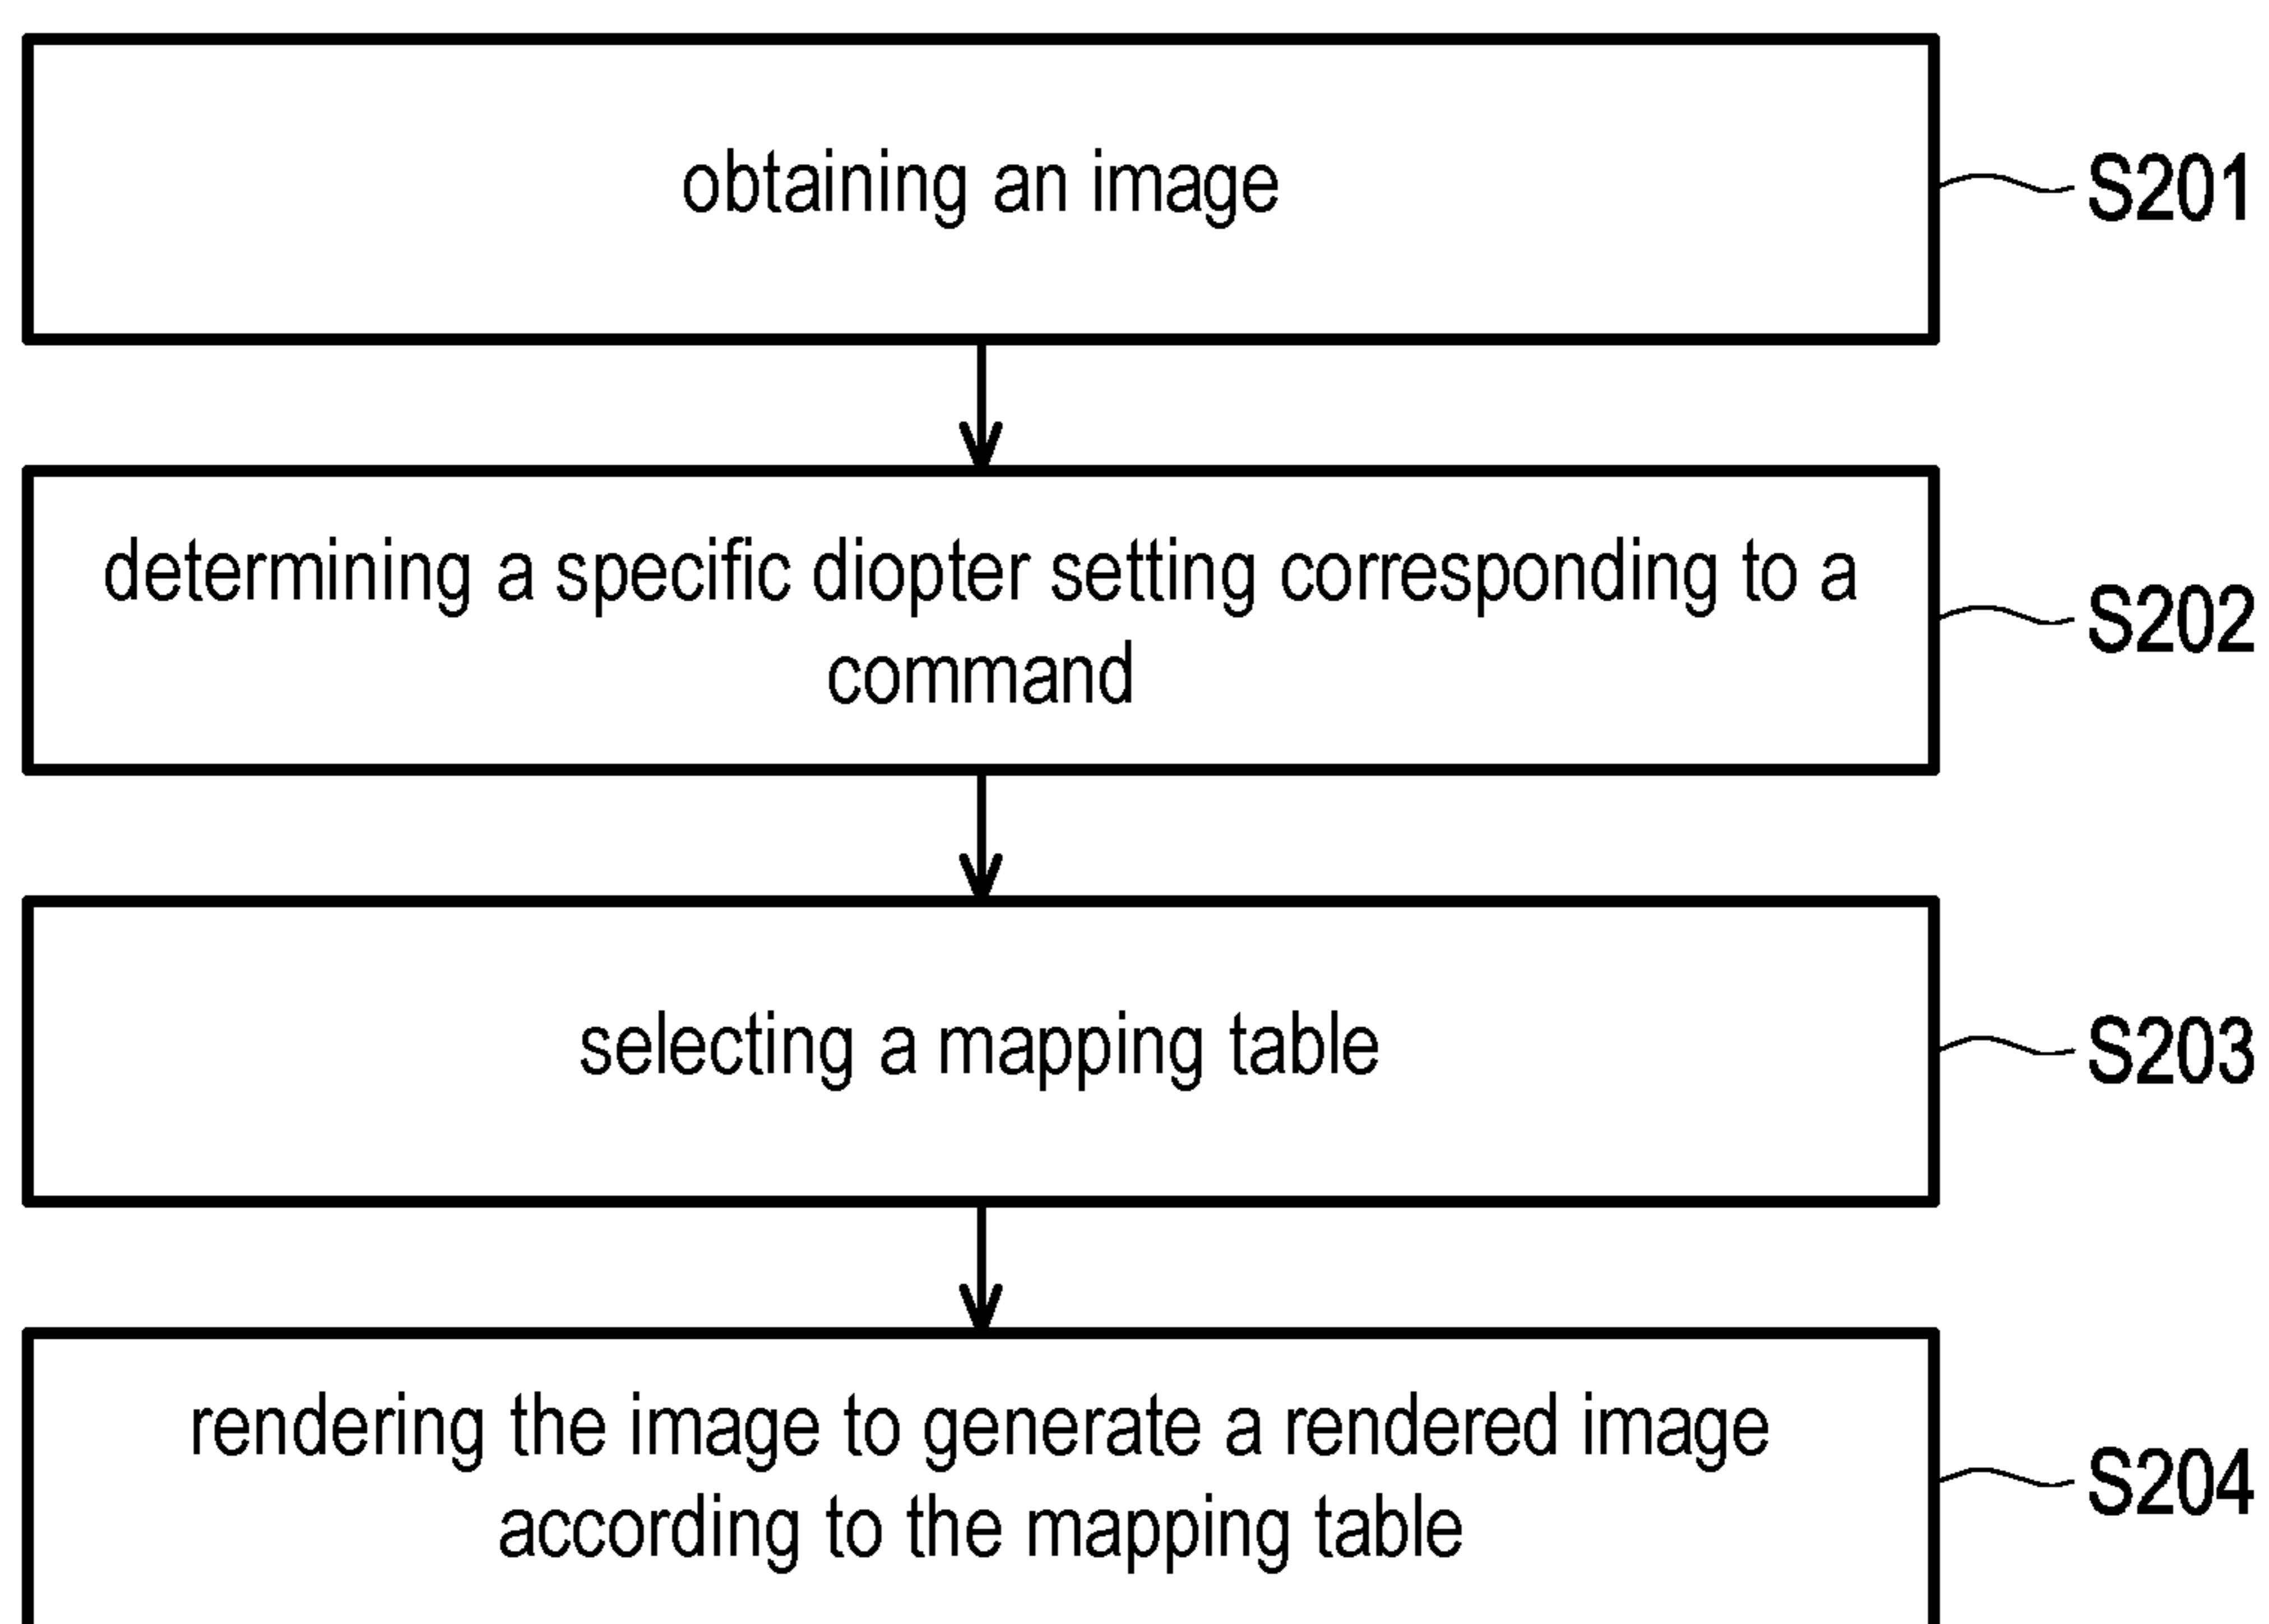 obtaining an image
S201
determining a specific diopter setting corresponding to a
command
S202
selecting a mapping table
S203
rendering the image to generate a rendered image
according to the mapping table
S204